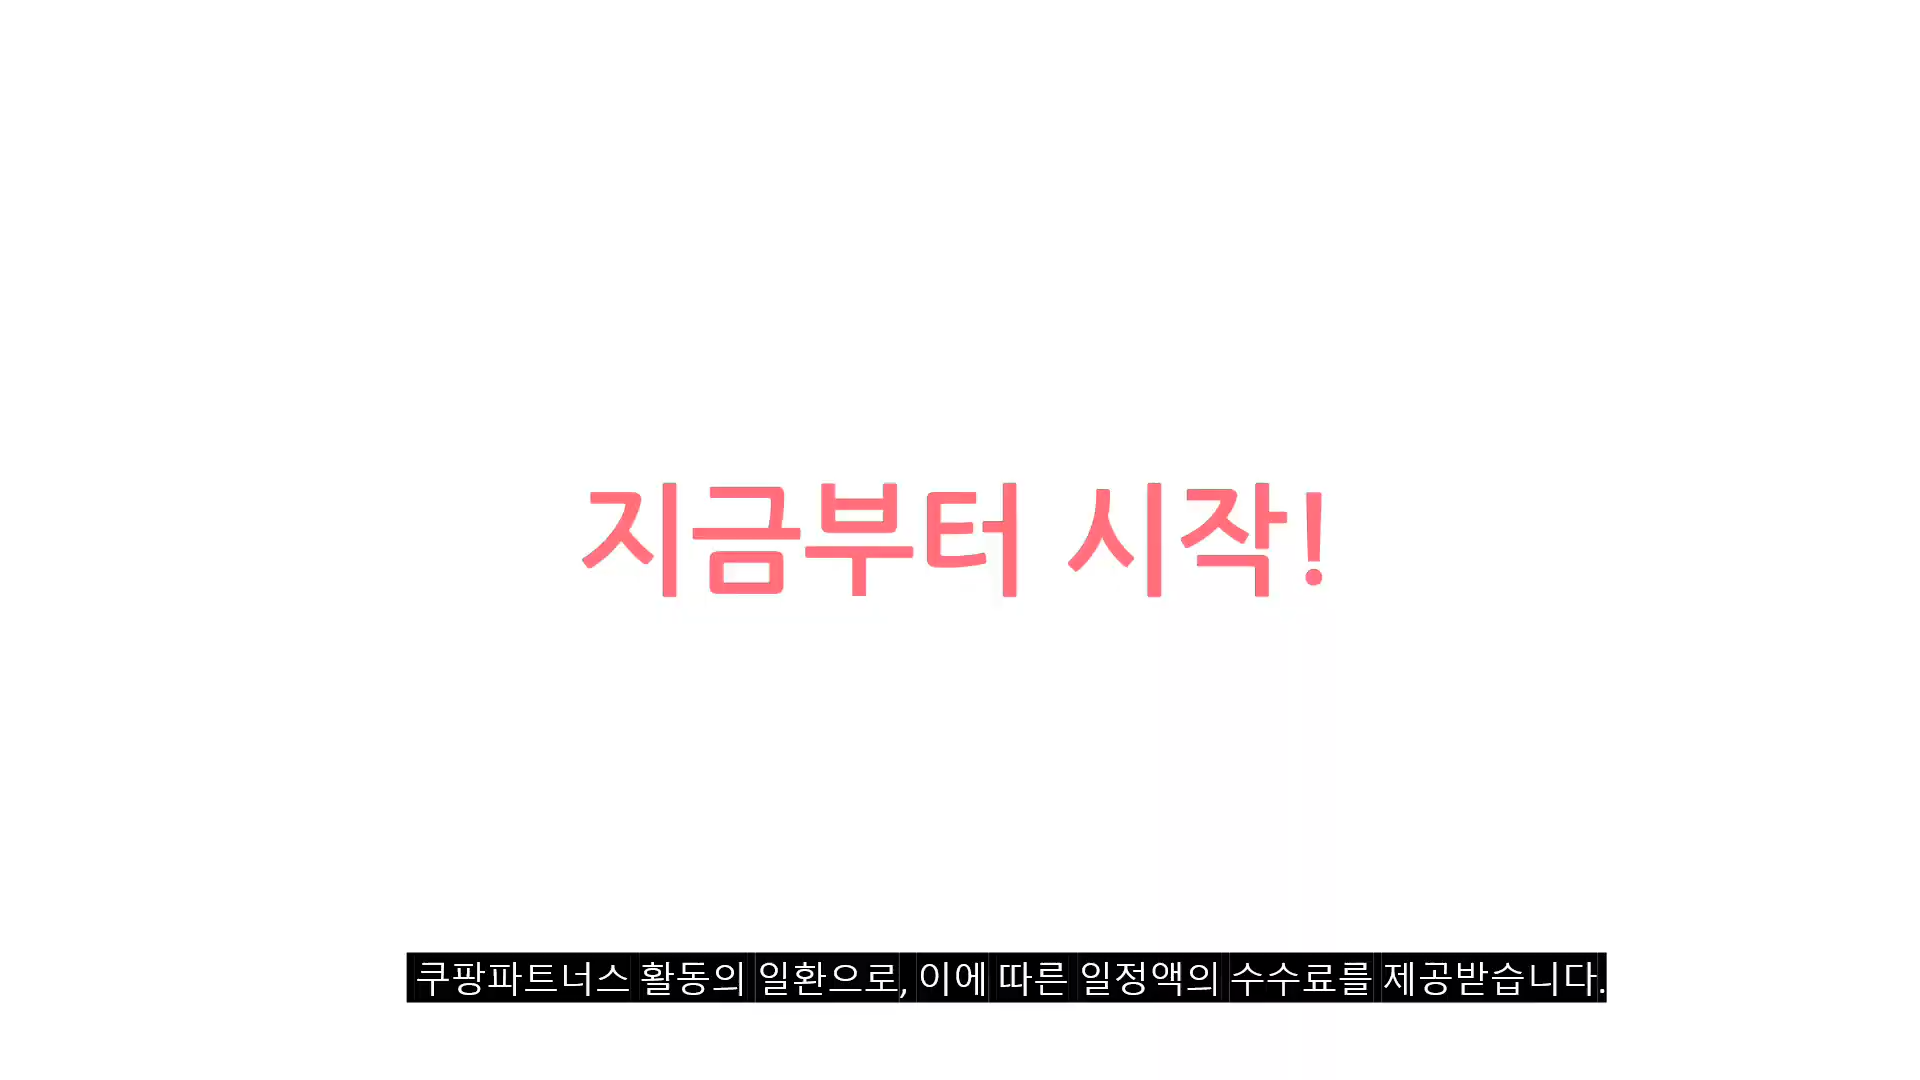 지금부터 시작!
쿠팡파트너스 활동의 일환으로, 이에 따른 일정액의 수수료를 제공받습니다.